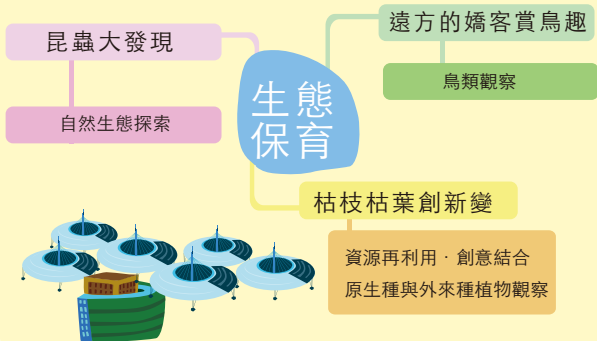 昆蟲大發現
自然生態探索
生態
保育
遠方的嬌客賞鳥趣
鳥類觀察
枯枝枯葉創新變
資源再利用‧創意結合
原生種與外來種植物觀察